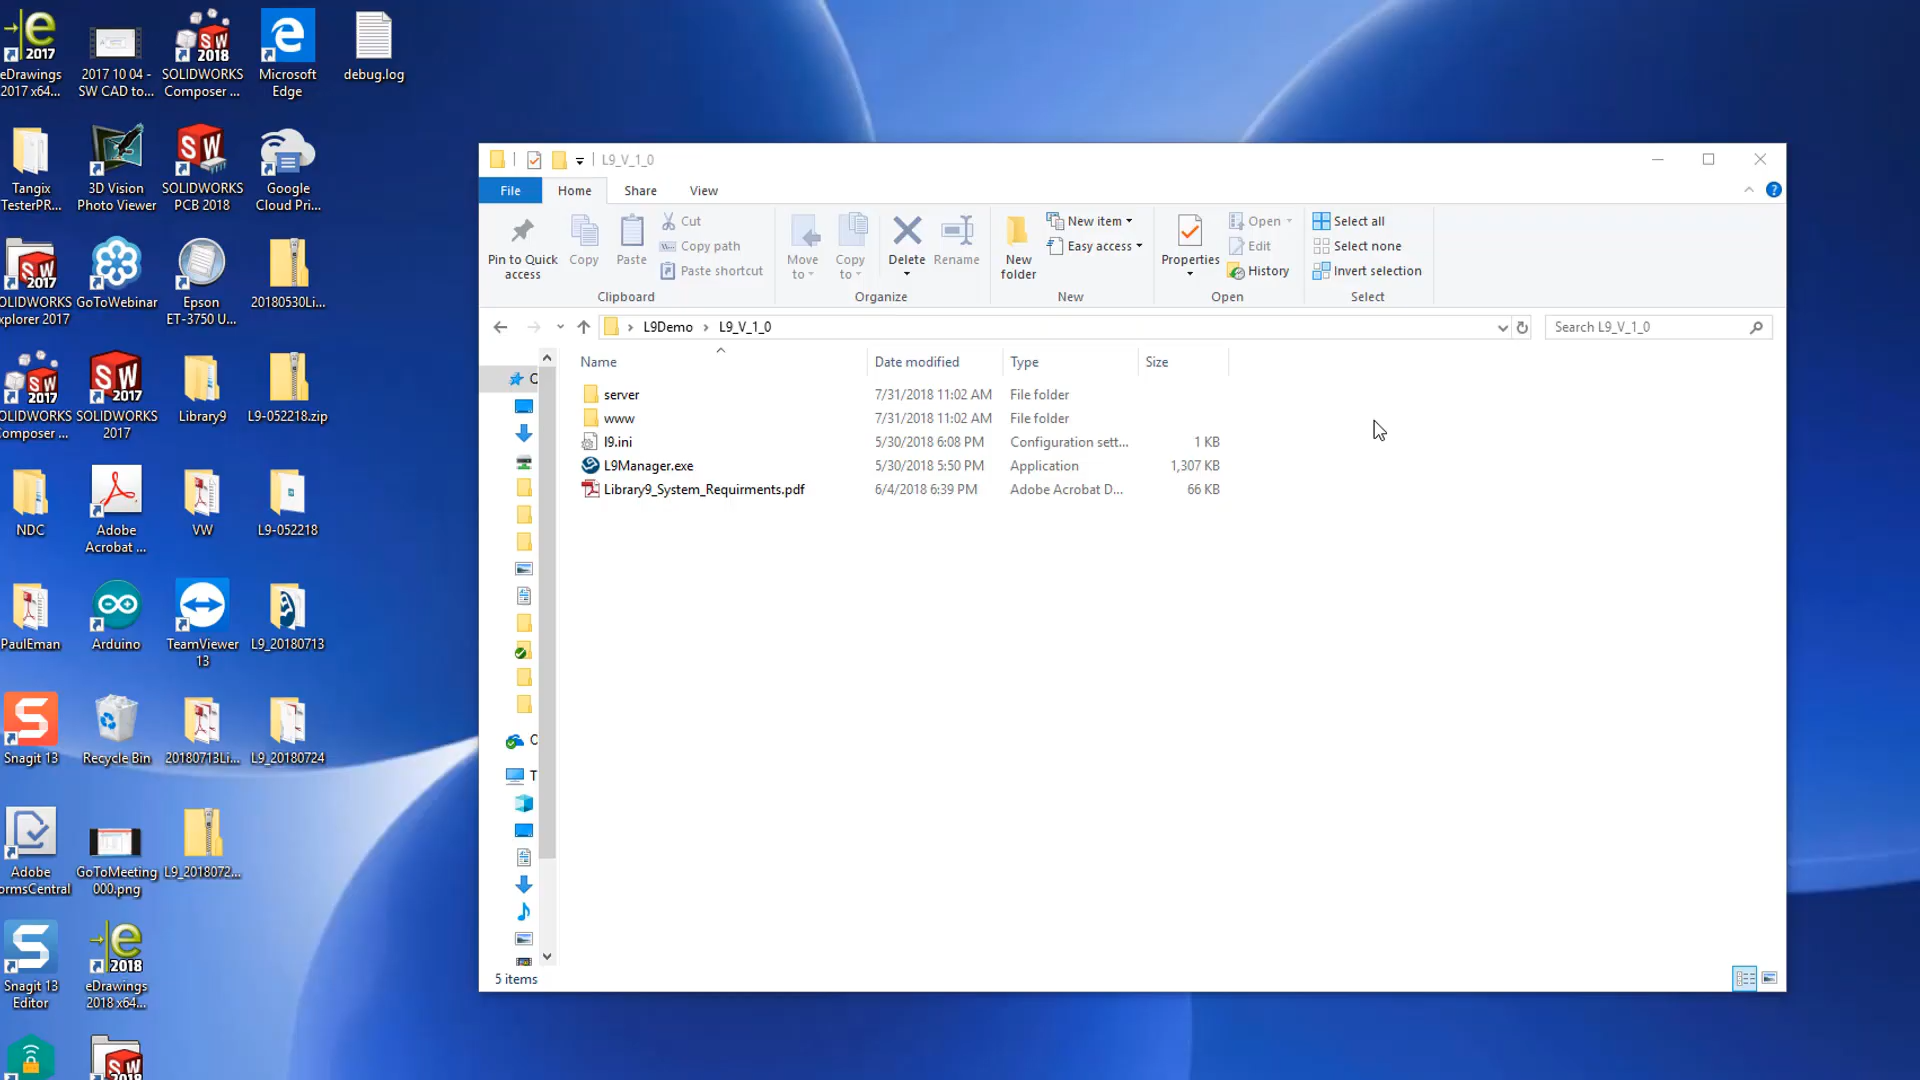 eDrawings
2017 x64...
2017 10 04 -
SW CAD to...
SOLIDWORKS
Composer ...
Microsoft
Edge
debug.log
Tangix
TesterPR...
3D Vision
Photo Viewer
SOLIDWORKS
PCB 2018
Google
Cloud Pri...
OLIDWORKS
xplorer 2017
GoToWebinar
Epson
ET-3750 U...
20180530Li...
OLIDWORKS
Composer ...
SOLIDWORKS
2017
Library9
L9-052218.zip
NDC
Adobe
Acrobat ...
VW
L9-052218
PaulEman
Arduino
TeamViewer
13
L9_20180713
Snagit 13
Recycle Bin
20180713Li...
L9_20180724
Adobe
ormsCentral
GoToMeeting
000.png
L9_2018072...
Snagit 13
Editor
eDrawings
2018 x64...
L9_V_1_0
File
Home
Share
View
Pin to Quick
access
Copy
Paste
Cut
Copy path
Paste shortcut
Clipboard
Move
to
Copy
to
Delete
Rename
Organize
New
folder
New item
Easy access
New
Properties
Open
Edit
History
Open
Select all
Select none
Invert selection
Select
L9Demo > L9_V_1_0
Search L9_V_1_0
Name Date modified Type Size
server 7/31/2018 11:02 AM File folder
www 7/31/2018 11:02 AM File folder
l9.ini 5/30/2018 6:08 PM Configuration sett... 1 KB
L9Manager.exe 5/30/2018 5:50 PM Application 1,307 KB
Library9_System_Requirments.pdf 6/4/2018 6:39 PM Adobe Acrobat D... 66 KB
5 items